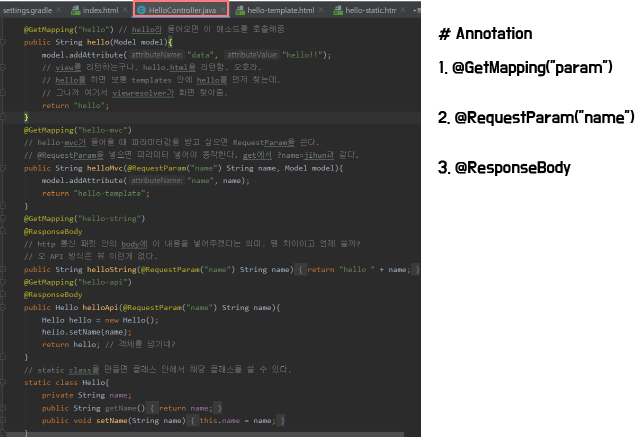 settings.gradle × index.html × HelloController.java × hello-template.html × hello-static.htm ×
@GetMapping("hello") // hello라 들어오면 이 메소드를 호출해줌
public String hello(Model model){
model.addAttribute( attributeName: "data", attributeValue: "hello!!");
// view를 리턴하는구나. hello.html을 리턴함. 오호라.
// hello를 하면 보통 templates 안에 hello를 먼저 찾는데.
// 그니까 여기서 viewresolver가 화면 찾아줌.
return "hello";
}
@GetMapping("hello-mvc")
// hello-mvc가 들어올 때 파라미터값을 받고 싶으면 RequestParam을 쓴다.
// @RequestParam을 넣으면 파라미터 넣어야 동작한다. get에서 ?name=jihun과 같다.
public String helloMvc(@RequestParam("name") String name, Model model){
model.addAttribute( attributeName: "name", name);
return "hello-template";
}
@GetMapping("hello-string")
@ResponseBody
// http 통신 패킷 안의 body에 이 내용을 넣어주겠다는 의미. 뭔 차이이고 언제 쓸까?
// 오 API 방식은 뷰 이런게 없다.
public String helloString(@RequestParam("name") String name) { return "hello " + name; }
@GetMapping("hello-api")
@ResponseBody
public Hello helloApi(@RequestParam("name") String name){
Hello hello = new Hello();
hello.setName(name);
return hello; // 객체를 넘기네?
}
// static class를 만들면 클래스 안에서 해당 클래스를 쓸 수 있다.
static class Hello{
private String name;
public String getName() { return name; }
public void setName(String name) { this.name = name; }
}
# Annotation
1. @GetMapping("param")
2. @RequestParam("name")
3. @ResponseBody